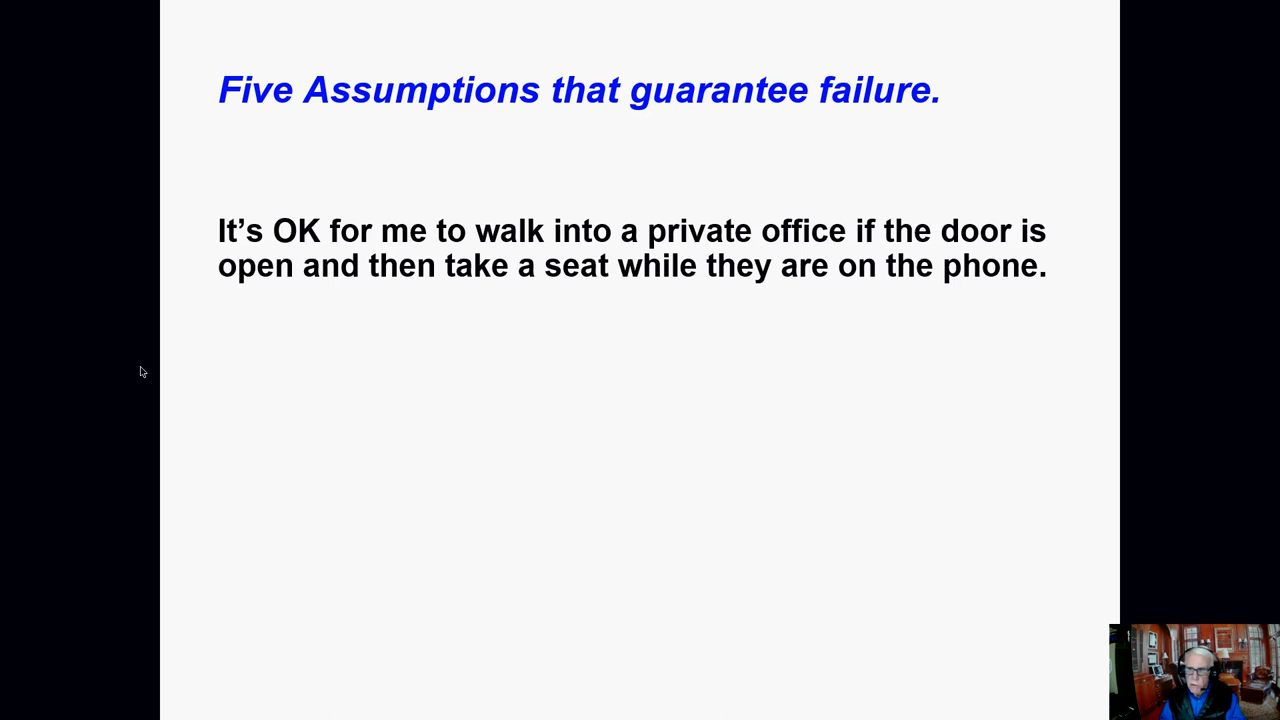 Five Assumptions that guarantee failure.
It’s OK for me to walk into a private office if the door is
open and then take a seat while they are on the phone.